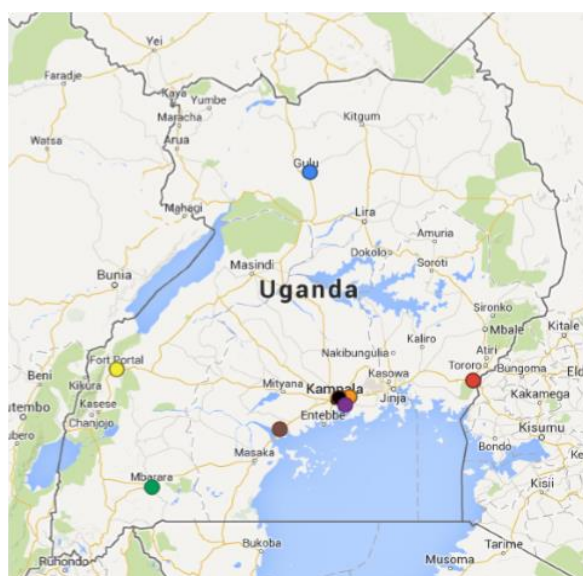 Yei
Faradje
Kaya
Yumbe
Maracha
Kitgum
Watsa
Arua
Gulu
Mahagi
Lira
Amuria
Dokolo
Soroti
Masindi
Bunia
Uganda
Sironko
Mbale
Kitale
Nakibungulia
Kaliro
Atiri
Fort Portal
Tororo
Bungoma
Beni
Kikura
Kasowa
Mityana
Kampala
Jinja
Kakamega
Kasese
Entebbe
Chanjojo
Kisumu
Bondo
Masaka
Mbarara
Kisii
Ruhondo
Bukoba
Tarime
Musoma